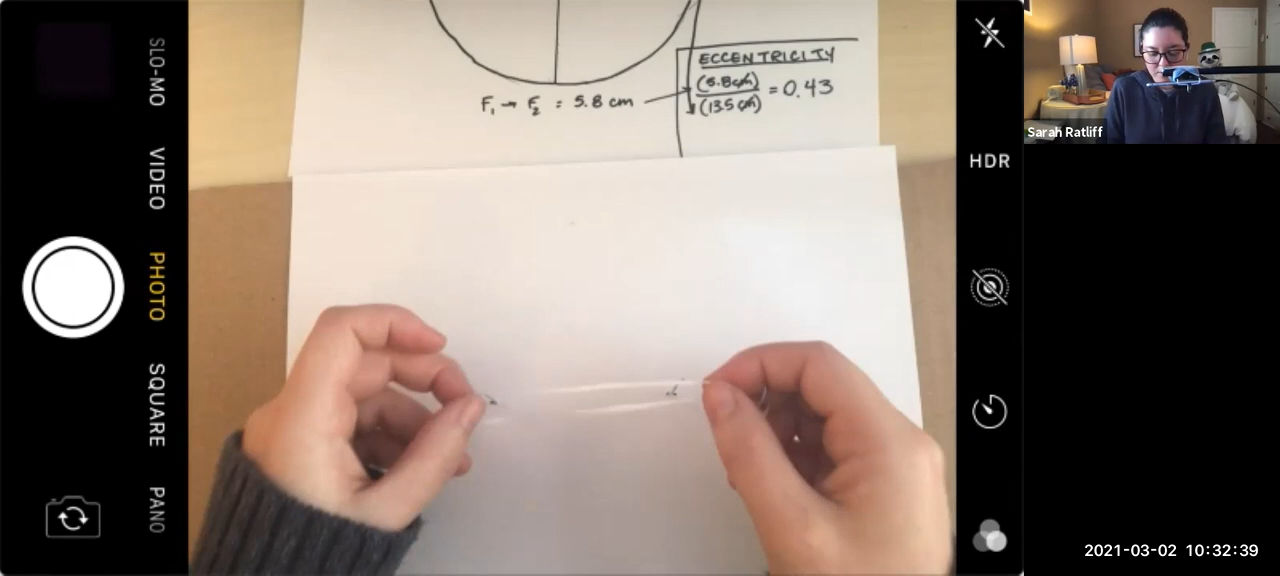 SLO-MO
VIDEO
PHOTO
SQUARE
PANO
ECCENTRICITY
(5.8cm)
(13.5cm) = 0.43
F1 → F2 = 5.8 cm
HDR
Sarah Ratliff
2021-03-02 10:32:39